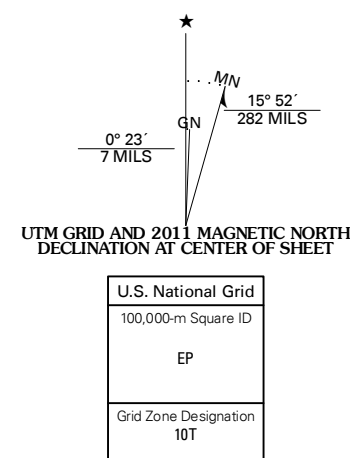 ★
MN
15° 52´
282 MILS
GN
0° 23´
7 MILS
UTM GRID AND 2011 MAGNETIC NORTH
DECLINATION AT CENTER OF SHEET
U.S. National Grid
100,000-m Square ID
EP
Grid Zone Designation
10T